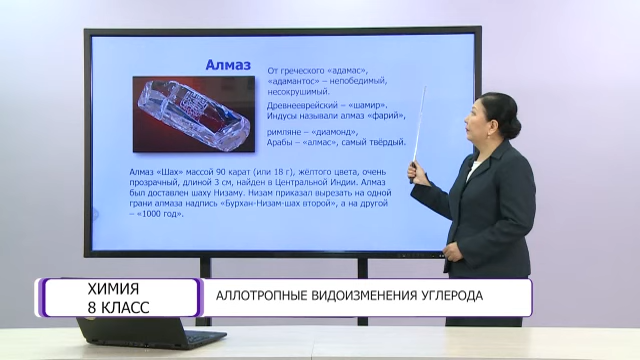 Алмаз
От греческого «адамас»,
«адамантос» – непобедимый,
несокрушимый.
Древнееврейский – «шамир».
Индусы называли алмаз «фарий»,
римляне – «диамонд»,
Арабы – «алмас», самый твёрдый.
Алмаз «Шах» массой 90 карат (или 18 г), жёлтого цвета, очень
прозрачный, длиной 3 см, найден в Центральной Индии. Алмаз
был доставлен шаху Низаму. Низам приказал вырезать на одной
грани алмаза надпись «Бурхан-Низам-шах второй», а на другой
– «1000 год».
ХИМИЯ
8 КЛАСС
АЛЛОТРОПНЫЕ ВИДОИЗМЕНЕНИЯ УГЛЕРОДА